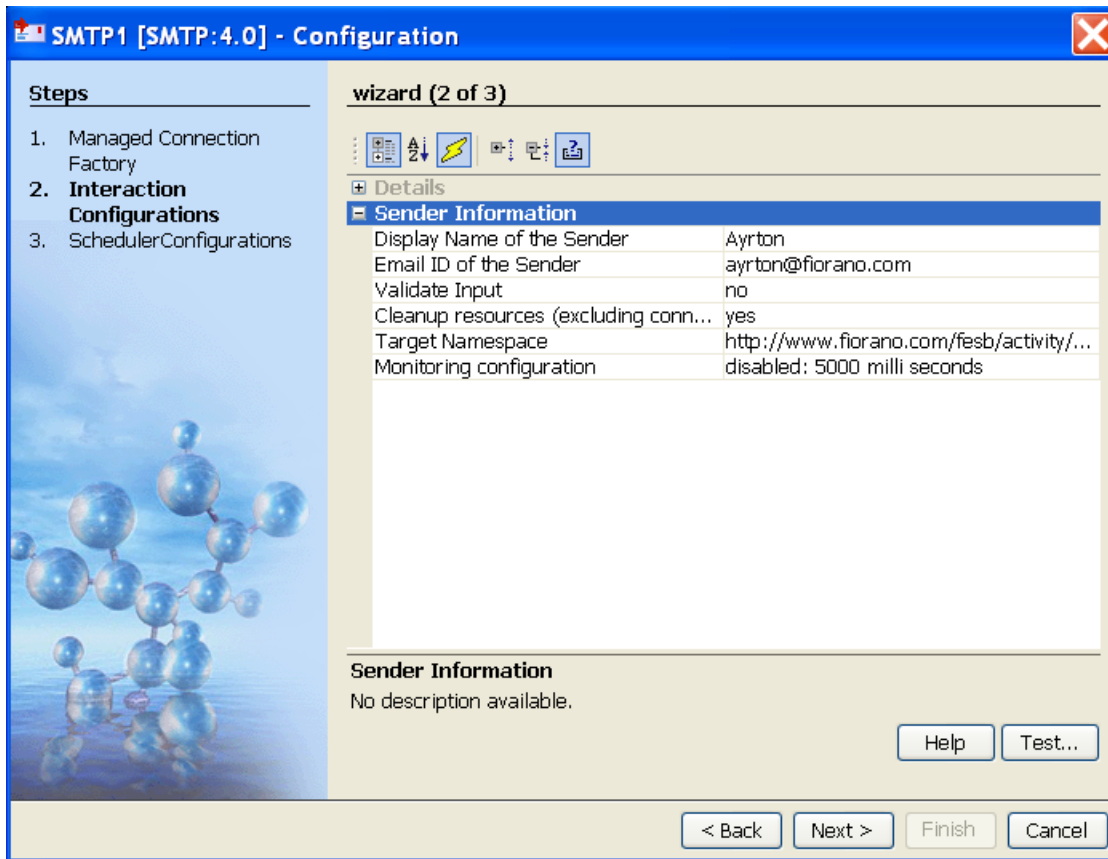 SMTP1 [SMTP:4.0] - Configuration
Steps
1. Managed Connection
Factory
2. Interaction
Configurations
3. SchedulerConfigurations
wizard (2 of 3)
Details
Sender Information
Display Name of the Sender Ayrton
Email ID of the Sender ayrton@fiorano.com
Validate Input no
Cleanup resources (excluding conn... yes
Target Namespace http://www.fiorano.com/fesb/activity/...
Monitoring configuration disabled: 5000 milli seconds
Sender Information
No description available.
Help Test...
< Back Next > Finish Cancel